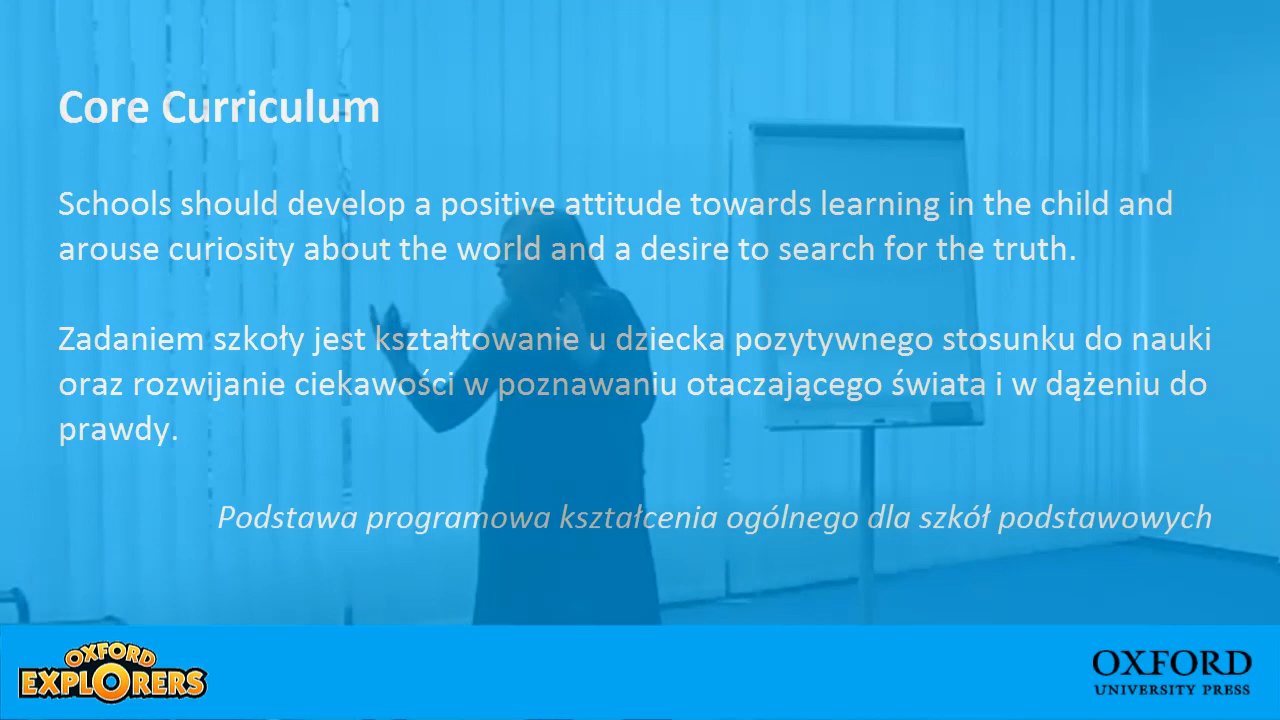 Core Curriculum
Schools should develop a positive attitude towards learning in the child and
arouse curiosity about the world and a desire to search for the truth.
Zadaniem szkoły jest kształtowanie u dziecka pozytywnego stosunku do nauki
oraz rozwijanie ciekawości w poznawaniu otaczającego świata i w dążeniu do
prawdy.
Podstawa programowa kształcenia ogólnego dla szkół podstawowych
OXFORD
EXPLORERS
OXFORD
UNIVERSITY PRESS